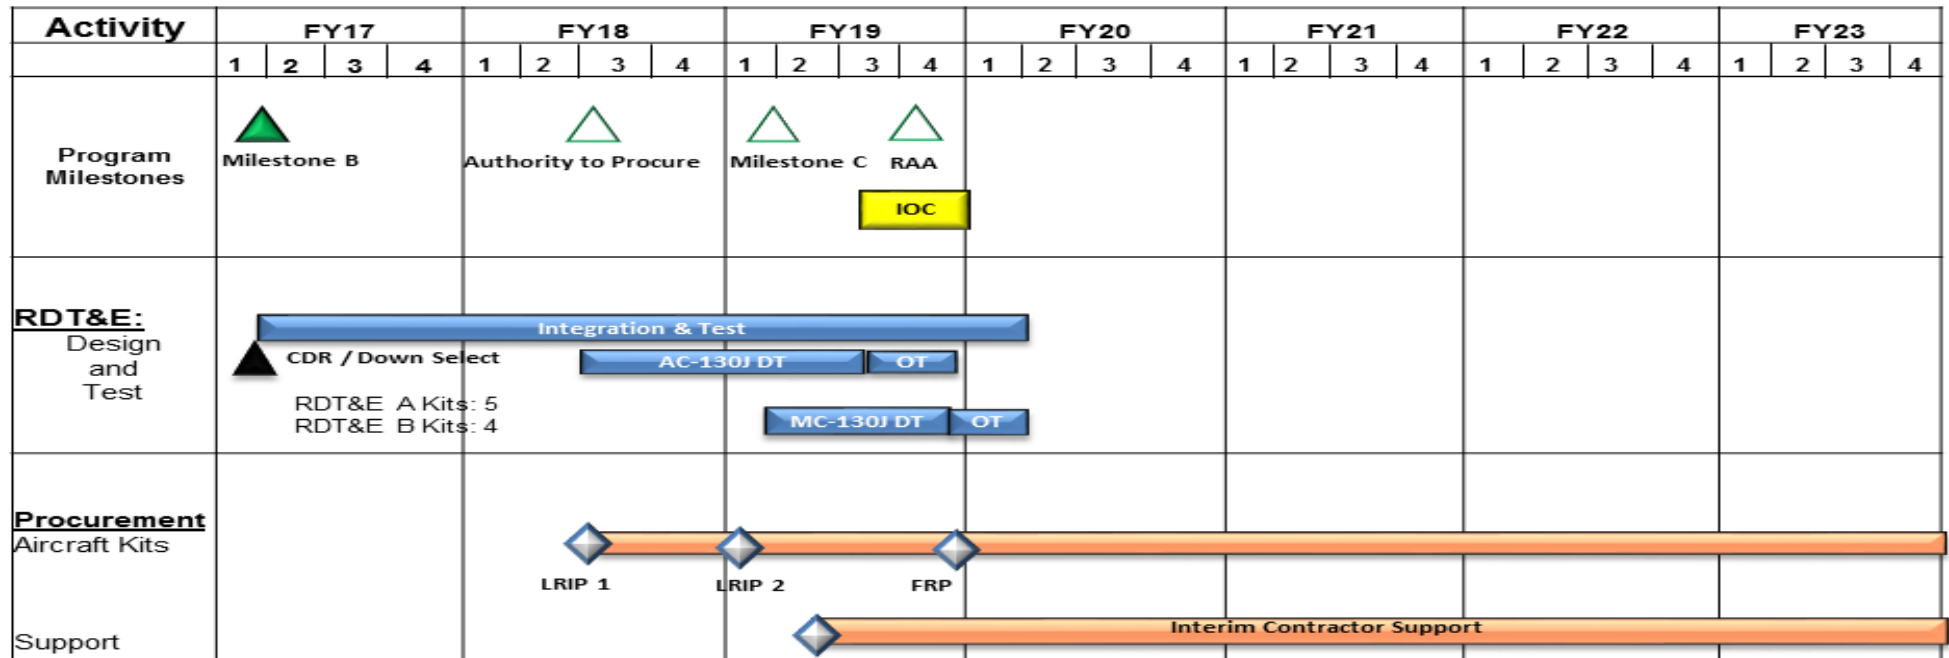 Activity FY17 FY18 FY19 FY20 FY21 FY22 FY23
1 2 3 4 1 2 3 4 1 2 3 4 1 2 3 4 1 2 3 4 1 2 3 4 1 2 3 4
Program
Milestones
Milestone B Authority to Procure Milestone C RAA
IOC
RDT&E:
Design
and
Test
Integration & Test
CDR / Down Select AC-130J DT OT
RDT&E A Kits: 5
RDT&E B Kits: 4
MC-130J DT OT
Procurement
Aircraft Kits
LRIP 1 LRIP 2 FRP
Support
Interim Contractor Support